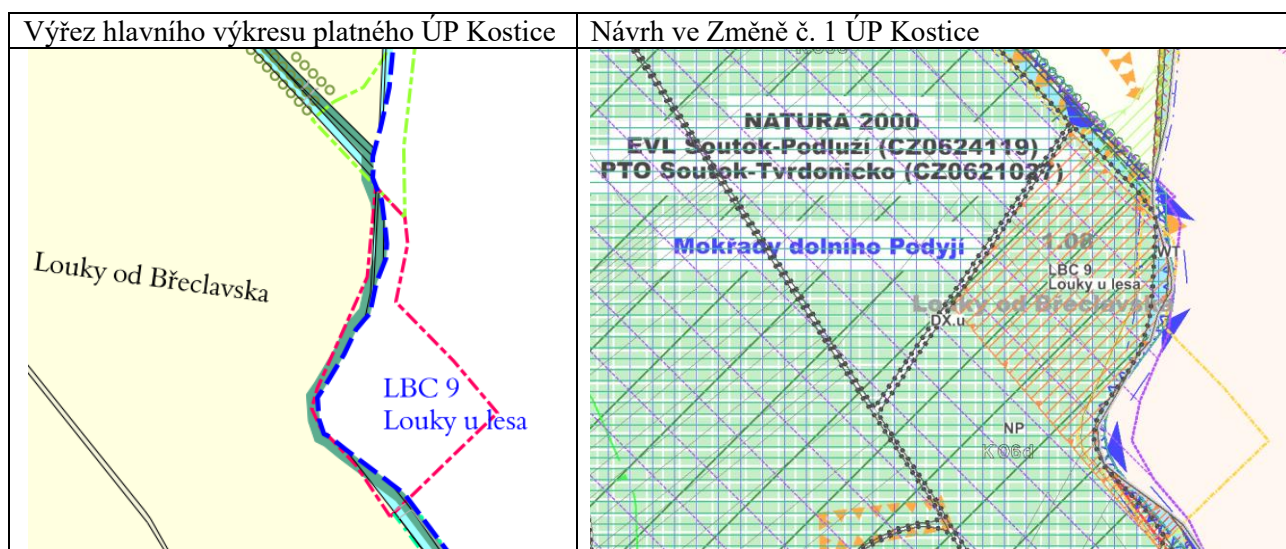 Výřez hlavního výkresu platného ÚP Kostice
Návrh ve Změně č. 1 ÚP Kostice
Louky od Břeclavska
LBC 9
Louky u lesa
NATURA 2000
EVL Soutok-Podluží (CZ0624119)
PTO Soutok-Tvrdonicko (CZ0621027)
Mokřady dolního Podyjí
1.08
WT
LBC 9
Louky u lesa
Louky od Břeclavska
DX.u
NP